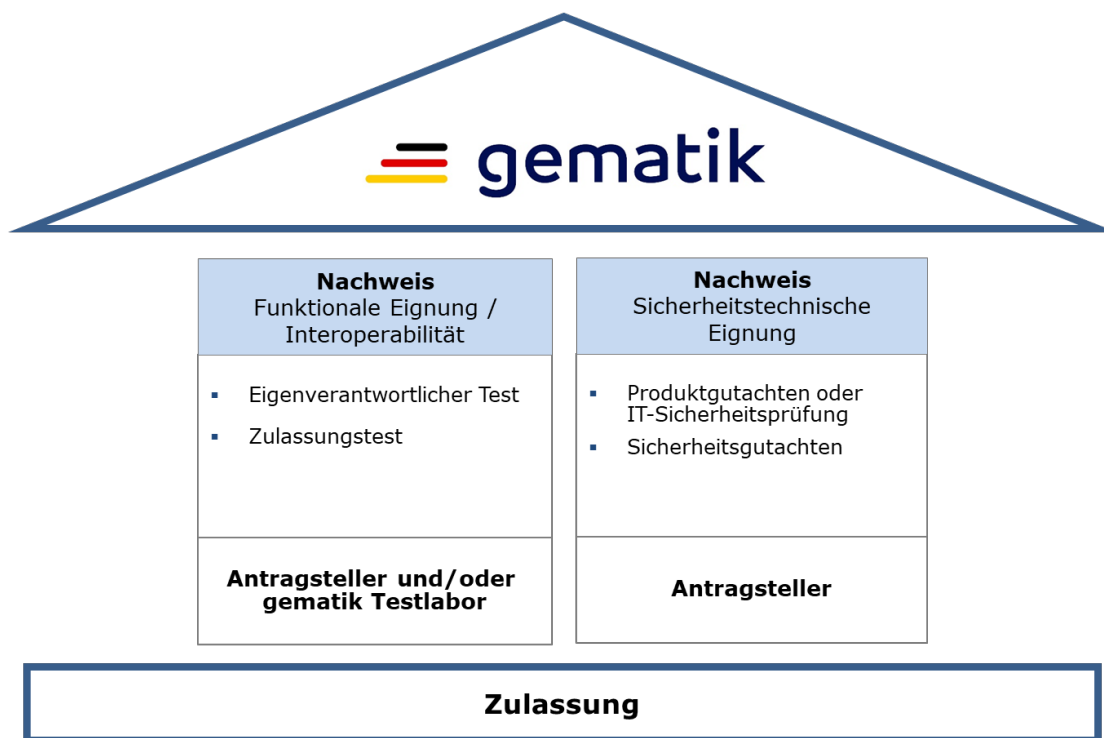 gematik
Nachweis
Funktionale Eignung /
Interoperabilität
▪ Eigenverantwortlicher Test
▪ Zulassungstest
Antragsteller und/oder
gematik Testlabor
Nachweis
Sicherheitstechnische
Eignung
▪ Produktgutachten oder
IT-Sicherheitsprüfung
▪ Sicherheitsgutachten
Antragsteller
Zulassung